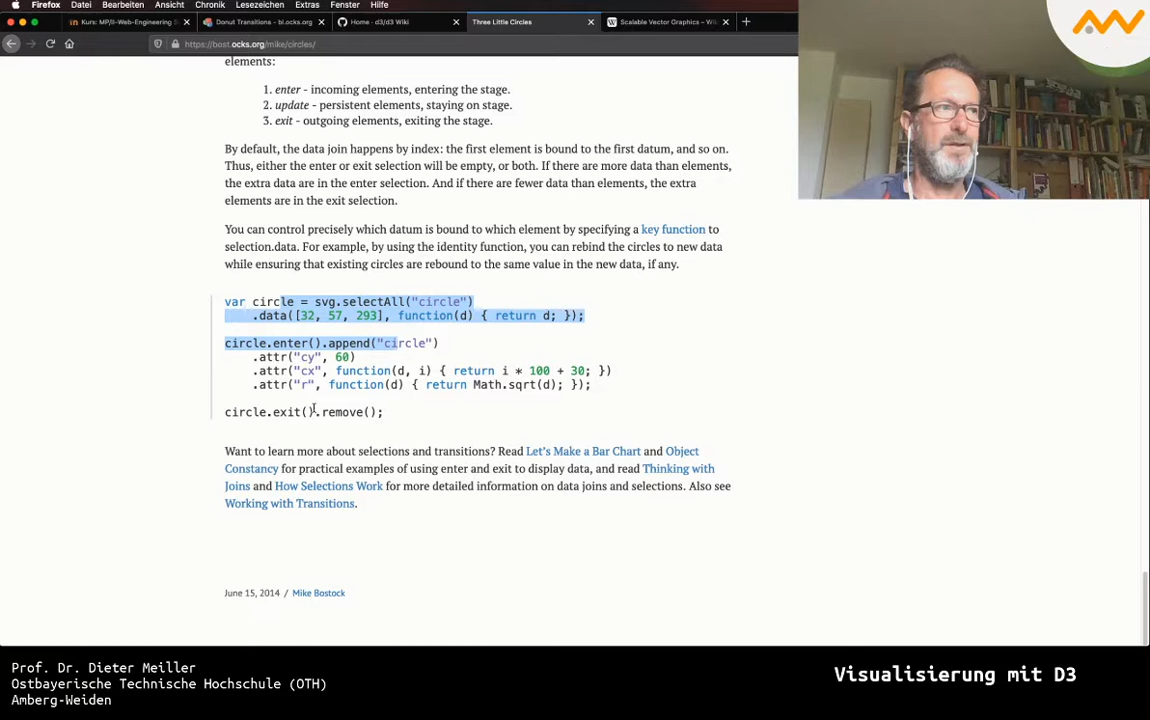 Firefox Datei Bearbeiten Ansicht Chronik Lesezeichen Extras Fenster Hilfe
Kurs: MP/II-Web-Engineering S Donut Transitions - bl.ocks.org Home · d3/d3 Wiki Three Little Circles Scalable Vector Graphics – Wik
https://bost.ocks.org/mike/circles/
elements:
1. enter - incoming elements, entering the stage.
2. update - persistent elements, staying on stage.
3. exit - outgoing elements, exiting the stage.
By default, the data join happens by index: the first element is bound to the first datum, and so on.
Thus, either the enter or exit selection will be empty, or both. If there are more data than elements,
the extra data are in the enter selection. And if there are fewer data than elements, the extra
elements are in the exit selection.
You can control precisely which datum is bound to which element by specifying a key function to
selection.data. For example, by using the identity function, you can rebind the circles to new data
while ensuring that existing circles are rebound to the same value in the new data, if any.
var circle = svg.selectAll("circle")
.data([32, 57, 293], function(d) { return d; });
circle.enter().append("circle")
.attr("cy", 60)
.attr("cx", function(d, i) { return i * 100 + 30; })
.attr("r", function(d) { return Math.sqrt(d); });
circle.exit().remove();
Want to learn more about selections and transitions? Read Let's Make a Bar Chart and Object
Constancy for practical examples of using enter and exit to display data, and read Thinking with
Joins and How Selections Work for more detailed information on data joins and selections. Also see
Working with Transitions.
June 15, 2014 / Mike Bostock
Prof. Dr. Dieter Meiller
Ostbayerische Technische Hochschule (OTH)
Amberg-Weiden
Visualisierung mit D3